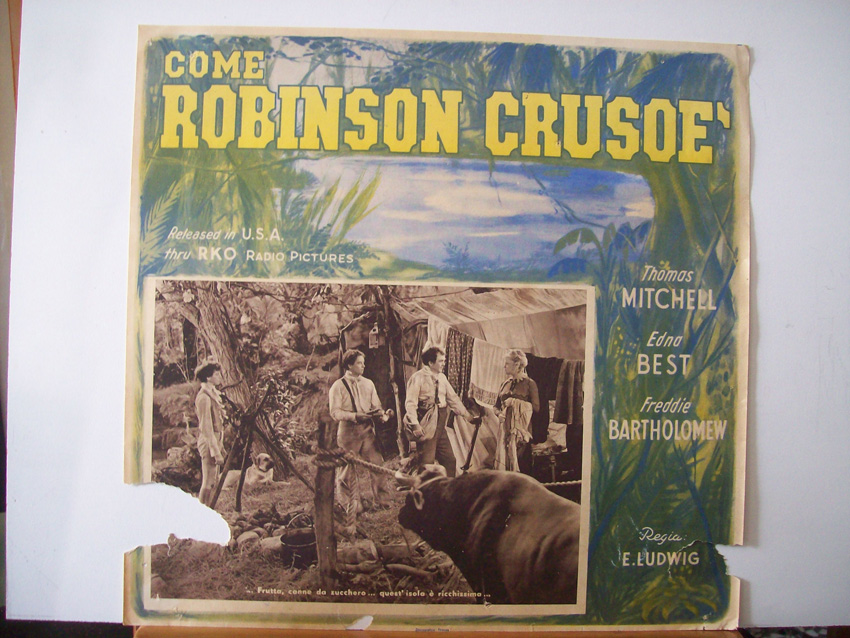 COME
ROBINSON CRUSOE'
Released in U.S.A.
thru RKO RADIO PICTURES
Thomas
MITCHELL
Edna
BEST
Freddie
BARTHOLOMEW
Regia:
E. LUDWIG
... Frutta, canne da zucchero ... quest'isola è ricchissima ...